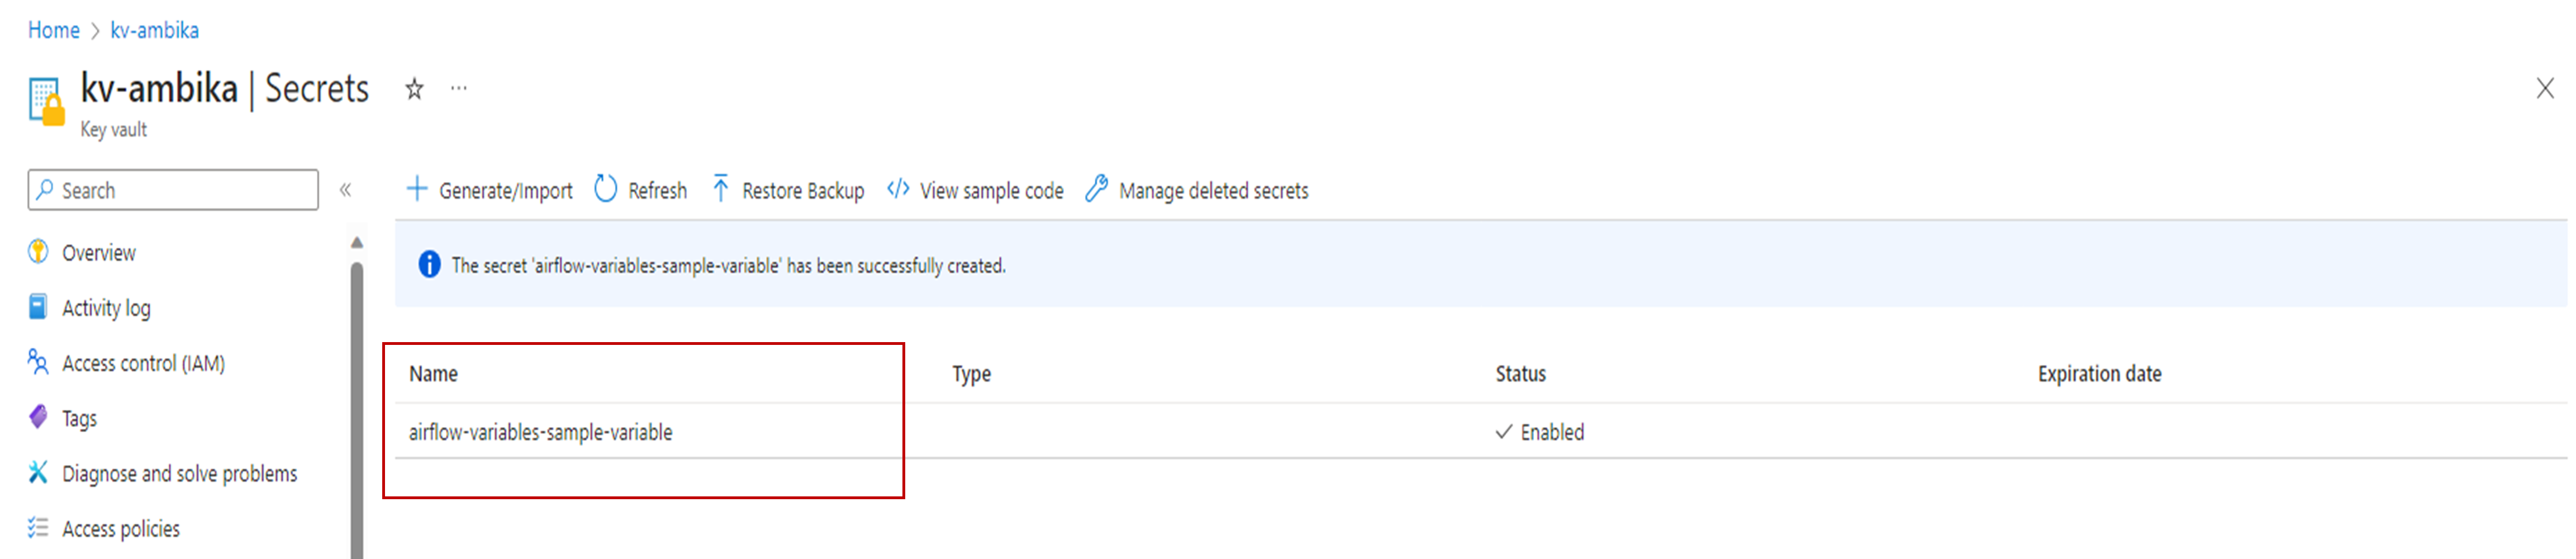 Home > kv-ambika
kv-ambika | Secrets
Key vault
Search
Generate/Import Refresh Restore Backup View sample code Manage deleted secrets
Overview
Activity log
Access control (IAM)
Tags
Diagnose and solve problems
Access policies
The secret 'airflow-variables-sample-variable' has been successfully created.
Name Type Status Expiration date
airflow-variables-sample-variable Enabled